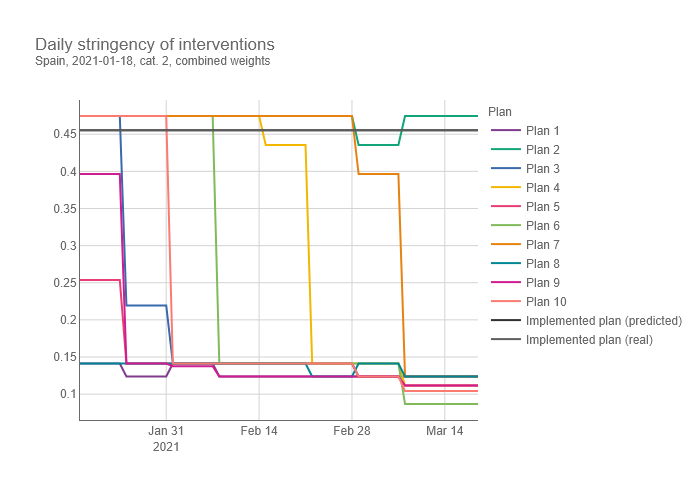 Daily stringency of interventions
Spain, 2021-01-18, cat. 2, combined weights
Plan
0.45
0.4
0.35
0.3
0.25
0.2
0.15
0.1
Jan 31
2021
Feb 14
Feb 28
Mar 14
Plan 1
Plan 2
Plan 3
Plan 4
Plan 5
Plan 6
Plan 7
Plan 8
Plan 9
Plan 10
Implemented plan (predicted)
Implemented plan (real)